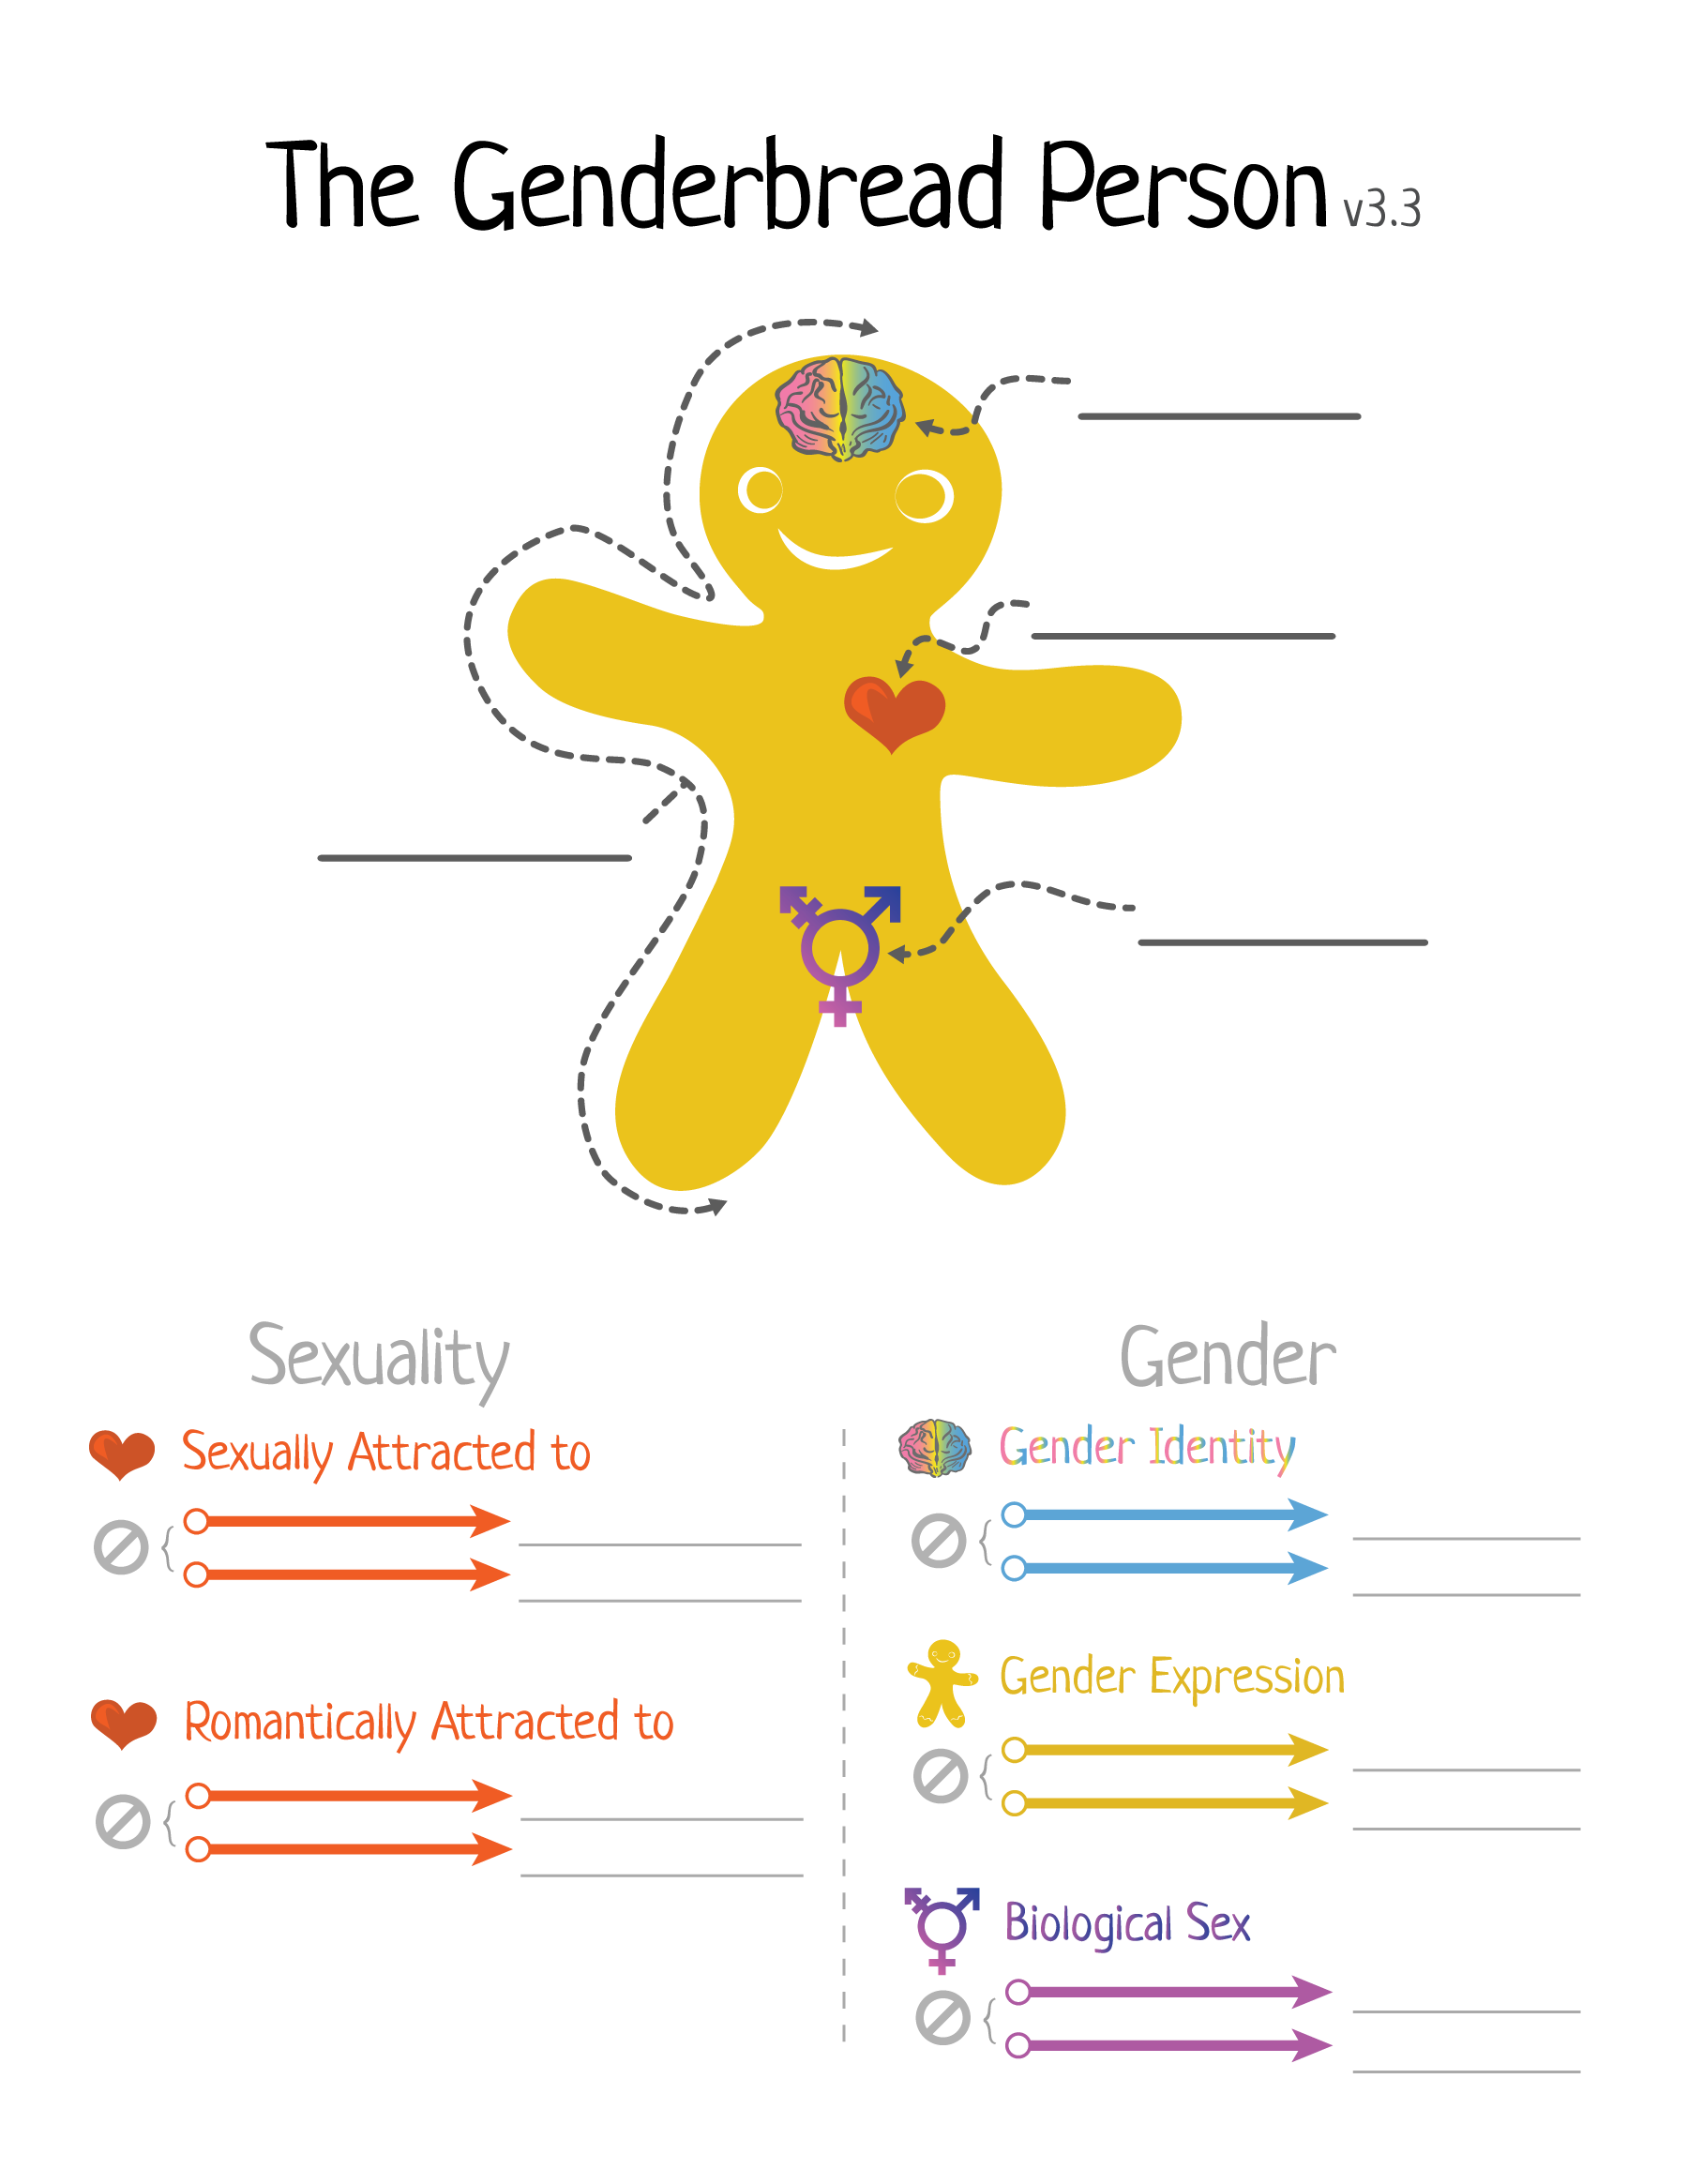 The Genderbread Person v3.3
Sexuality
Sexually Attracted to
Romantically Attracted to
Gender
Gender Identity
Gender Expression
Biological Sex